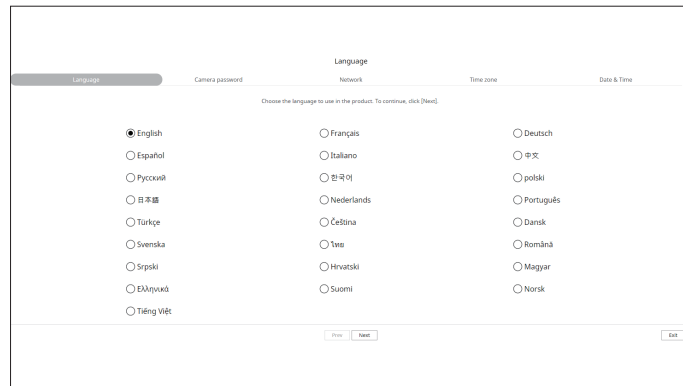 Language
Language Camera password Network Time zone Date & Time
Choose the language to use in the product. To continue, click [Next].
English Français Deutsch
Español Italiano 中文
Русский 한국어 polski
日本語 Nederlands Português
Türkçe Čeština Dansk
Svenska ไทย Română
Srpski Hrvatski Magyar
Ελληνικά Suomi Norsk
Tiếng Việt
Prev Next Exit